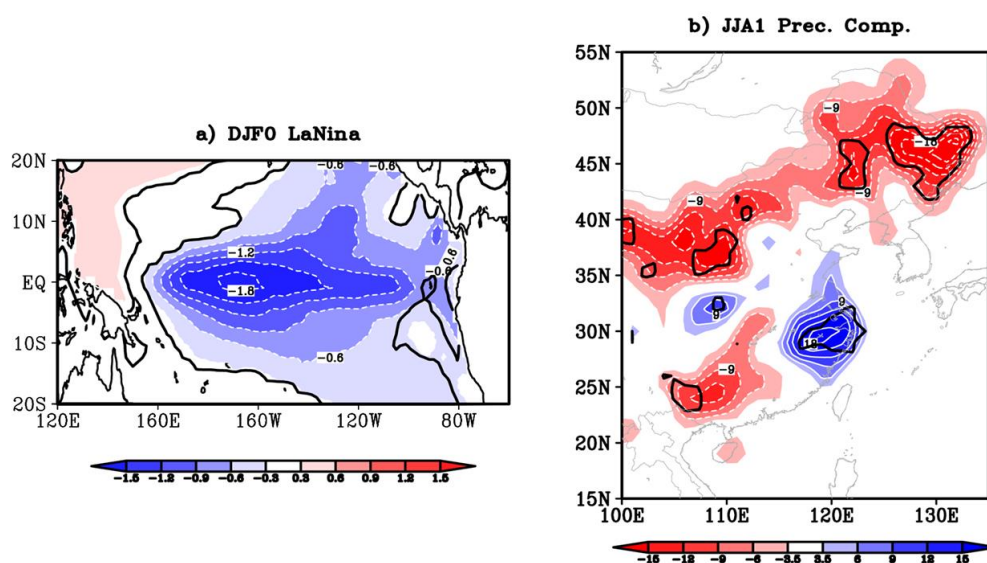 a) DJF0 LaNina
20N
10N
EQ
10S
20S
120E 160E 160W 120W 80W
-0.6
-0.6
-1.2
0.6
-0.6
-1.8
-0.6
-1.5 -1.2 -0.9 -0.6 -0.3 0.3 0.6 0.9 1.2 1.5
b) JJA1 Prec. Comp.
55N
50N
45N
40N
35N
30N
25N
20N
15N
100E 110E 120E 130E
-9
-18
-9
-9
9
9
18
-9
-15 -12 -9 -6 -3.5 3.5 6 9 12 15